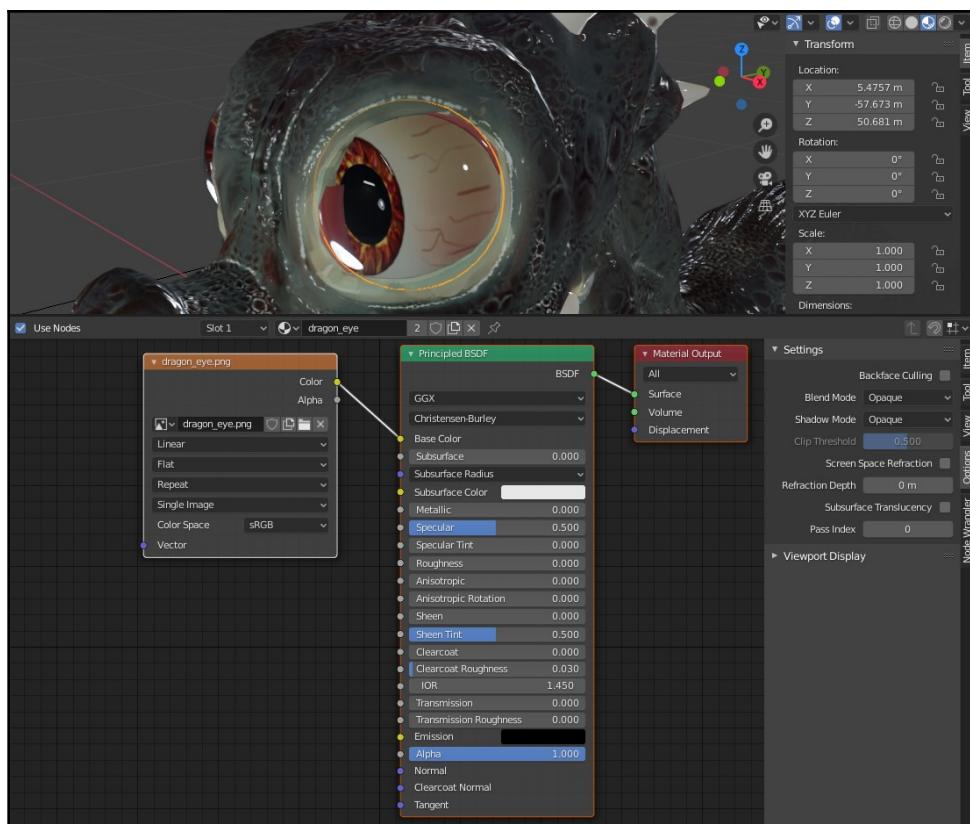 Transform
Location:
X 5.4757 m
Y -57.673 m
Z 50.681 m
Rotation:
X 0°
Y 0°
Z 0°
XYZ Euler
Scale:
X 1.000
Y 1.000
Z 1.000
Dimensions:
Item
Tool
View
Z
Y
X
Use Nodes Slot 1 dragon_eye 2
dragon_eye.png
Color
Alpha
dragon_eye.png
Linear
Flat
Repeat
Single Image
Color Space sRGB
Vector
Principled BSDF
BSDF
GGX
Christensen-Burley
Base Color
Subsurface 0.000
Subsurface Radius
Subsurface Color
Metallic 0.000
Specular 0.500
Specular Tint 0.000
Roughness 0.000
Anisotropic 0.000
Anisotropic Rotation 0.000
Sheen 0.000
Sheen Tint 0.500
Clearcoat 0.000
Clearcoat Roughness 0.030
IOR 1.450
Transmission 0.000
Transmission Roughness 0.000
Emission
Alpha 1.000
Normal
Clearcoat Normal
Tangent
Material Output
All
Surface
Volume
Displacement
Settings
Backface Culling
Blend Mode Opaque
Shadow Mode Opaque
Clip Threshold 0.500
Screen Space Refraction
Refraction Depth 0 m
Subsurface Translucency
Pass Index 0
Viewport Display
Item
Tool
View
Options
Node Wrangler